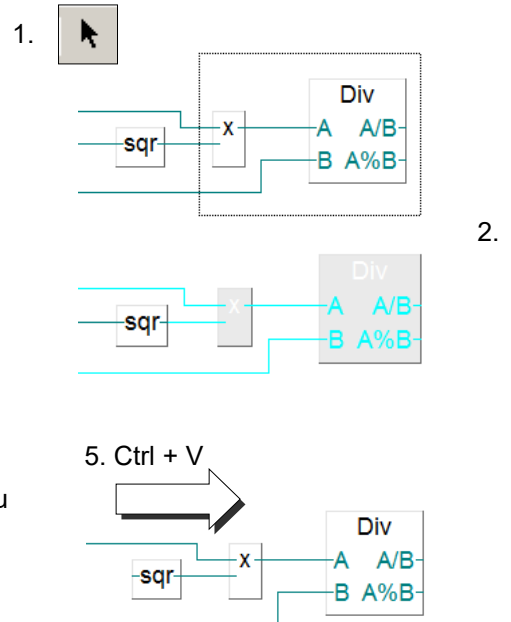 1.
Div
x
A A/B
sqr
B A%B
2.
Div
x
A A/B
sqr
B A%B
5. Ctrl + V
u
Div
x
A A/B
sqr
B A%B